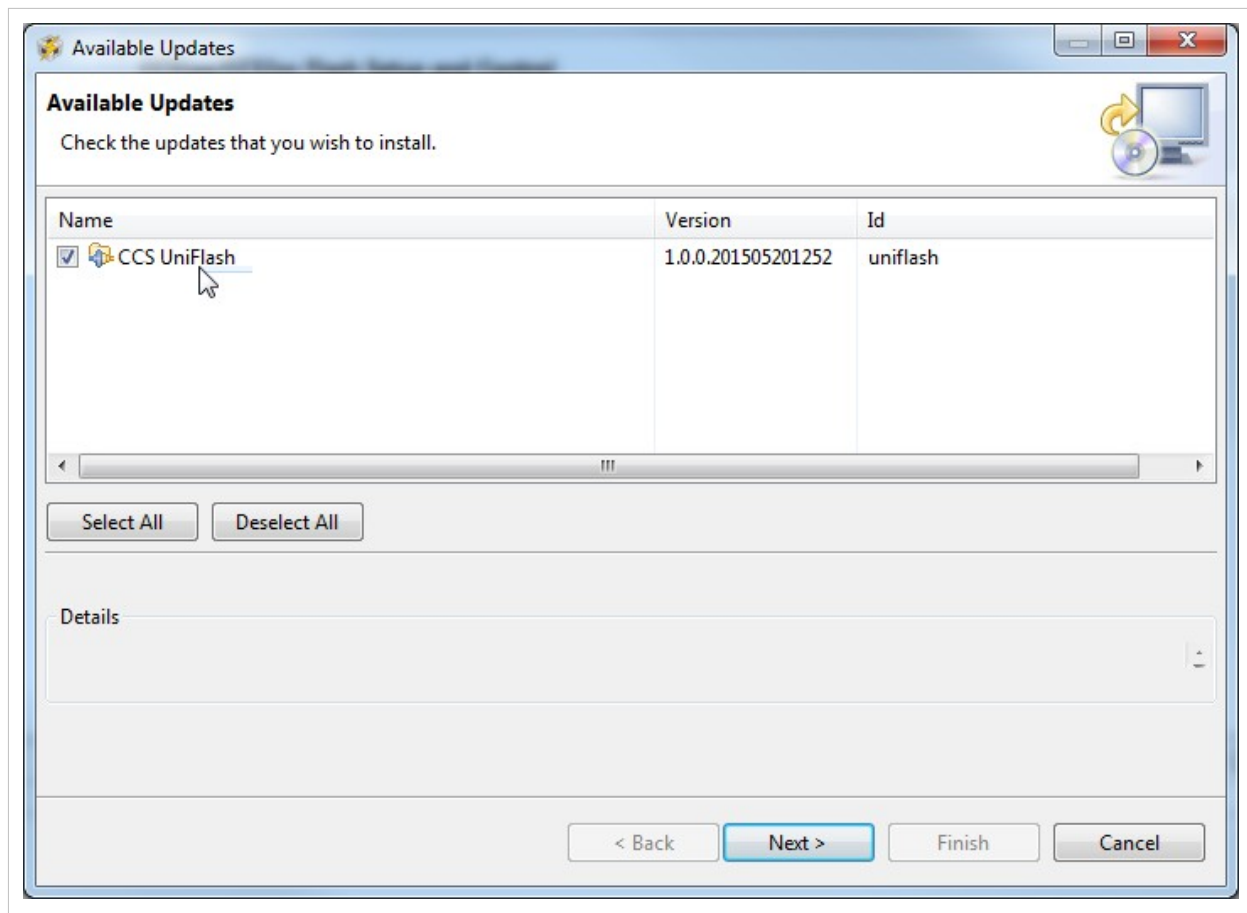 Available Updates
Available Updates
Check the updates that you wish to install.
Name Version Id
CCS UniFlash 1.0.0.201505201252 uniflash
Select All Deselect All
Details
< Back Next > Finish Cancel